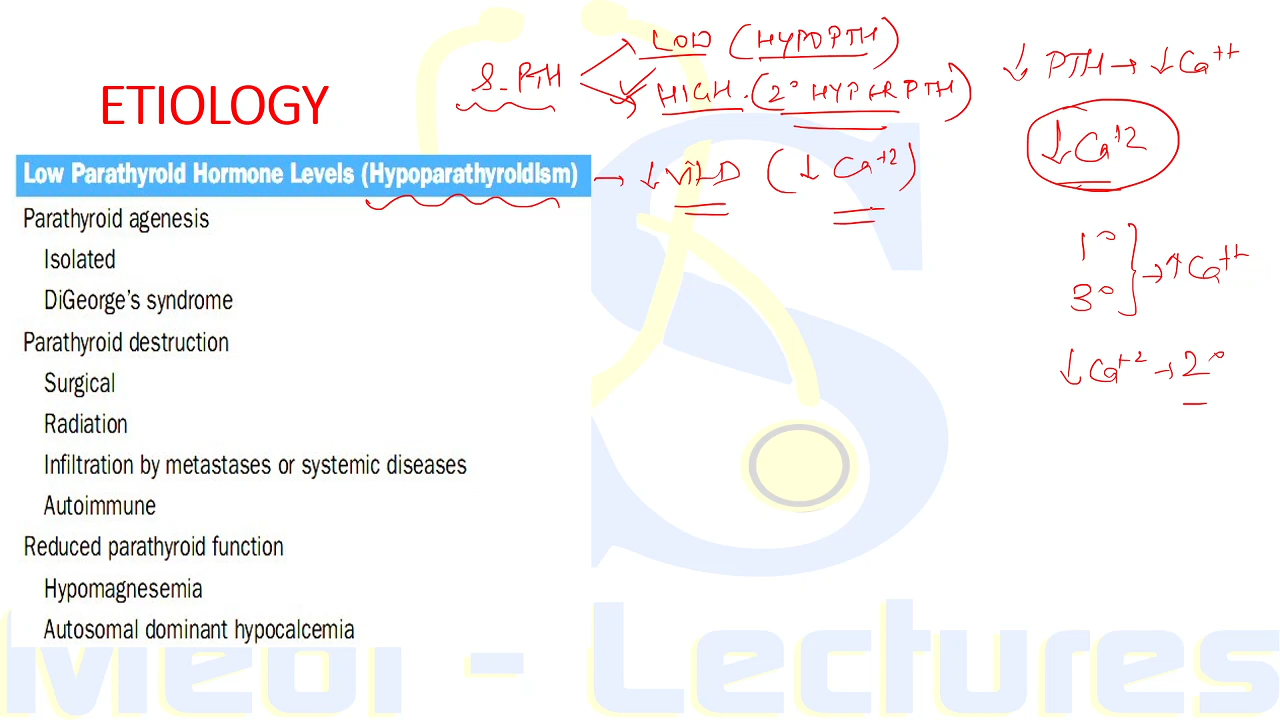 ETIOLOGY
S. PTH
LOW (HYPOPTH)
HIGH. (2° HYPERPTH)
→ ↓ Vit D (↓ Ca+2)
↓ PTH → ↓ Ca++
↓ Ca+2
1°
3°
→ ↑ Ca++
↓ Ca+2 → 2°
Low Parathyroid Hormone Levels (Hypoparathyroidism)
Parathyroid agenesis
Isolated
DiGeorge's syndrome
Parathyroid destruction
Surgical
Radiation
Infiltration by metastases or systemic diseases
Autoimmune
Reduced parathyroid function
Hypomagnesemia
Autosomal dominant hypocalcemia
Medi - Lectures